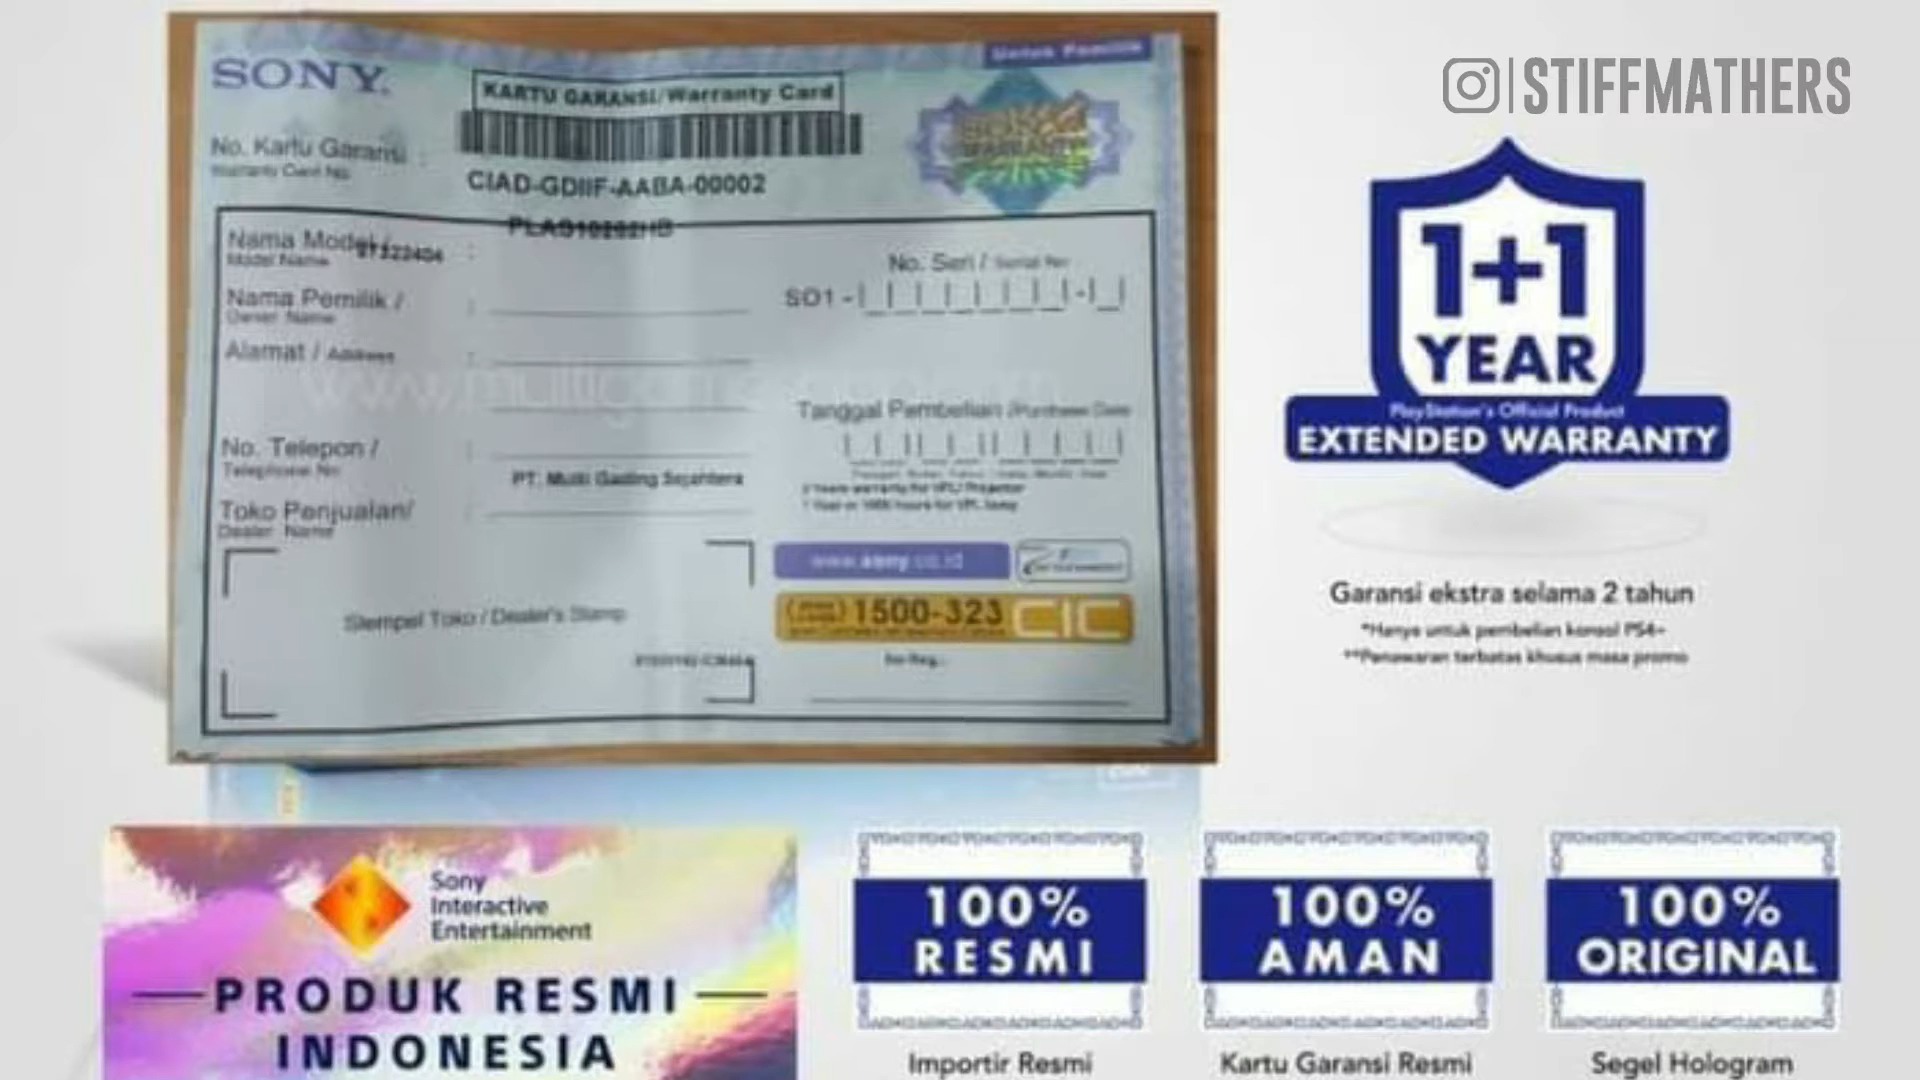 SONY
KARTU GARANSI/Warranty Card
No. Kartu Garansi :
Warranty Card No.
CIAD-GDIIF-AABA-00002
Untuk Pemilik
STIFFMATHERS
Nama Model /
Model Name
Nama Pemilik /
Owner Name
Alamat / Address
No. Telepon /
Telephone No
Toko Penjualan/
Dealer Name
PT. Multi Gading Sejahtera
No. Seri / Serial No
SO1 -
Tanggal Pembelian /Purchase Date
www.sony.co.id
1500-323 CIC
Stempel Toko / Dealer's Stamp
1+1
YEAR
PlayStation's Official Product
EXTENDED WARRANTY
Garansi ekstra selama 2 tahun
*Hanya untuk pembelian konsol PS4
**Penawaran terbatas khusus masa promo
Sony
Interactive
Entertainment
PRODUK RESMI
INDONESIA
100%
RESMI
Importir Resmi
100%
AMAN
Kartu Garansi Resmi
100%
ORIGINAL
Segel Hologram